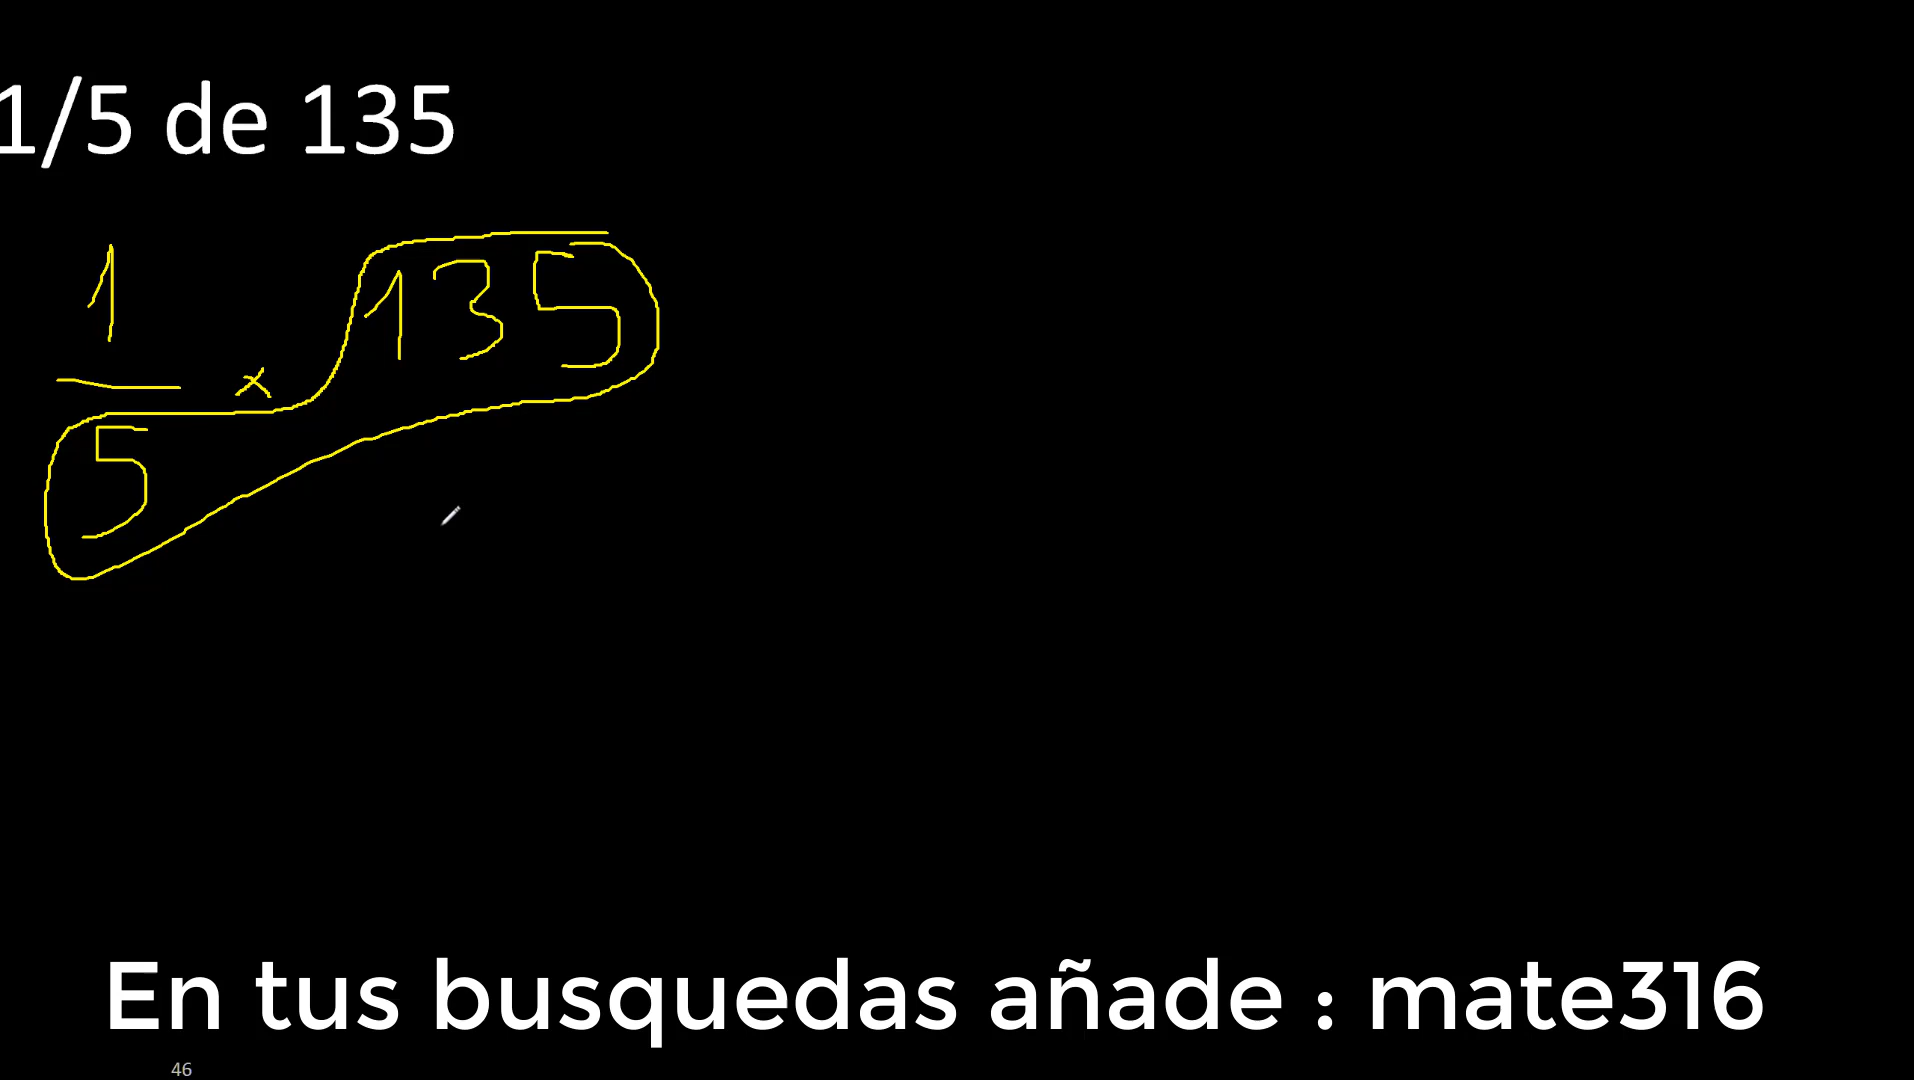 1/5 de 135
1 x 135
5
En tus busquedas añade : mate316
46